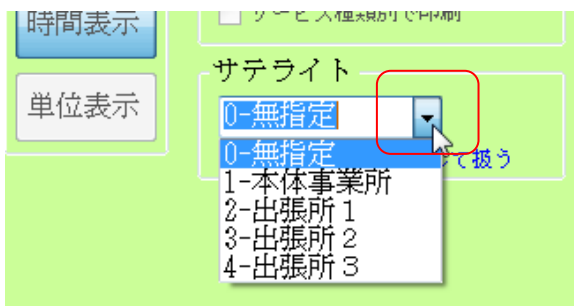 時間表示
サービス種類別で印刷
サテライト
単位表示
0-無指定
0-無指定
て扱う
1-本体事業所
2-出張所１
3-出張所２
4-出張所３